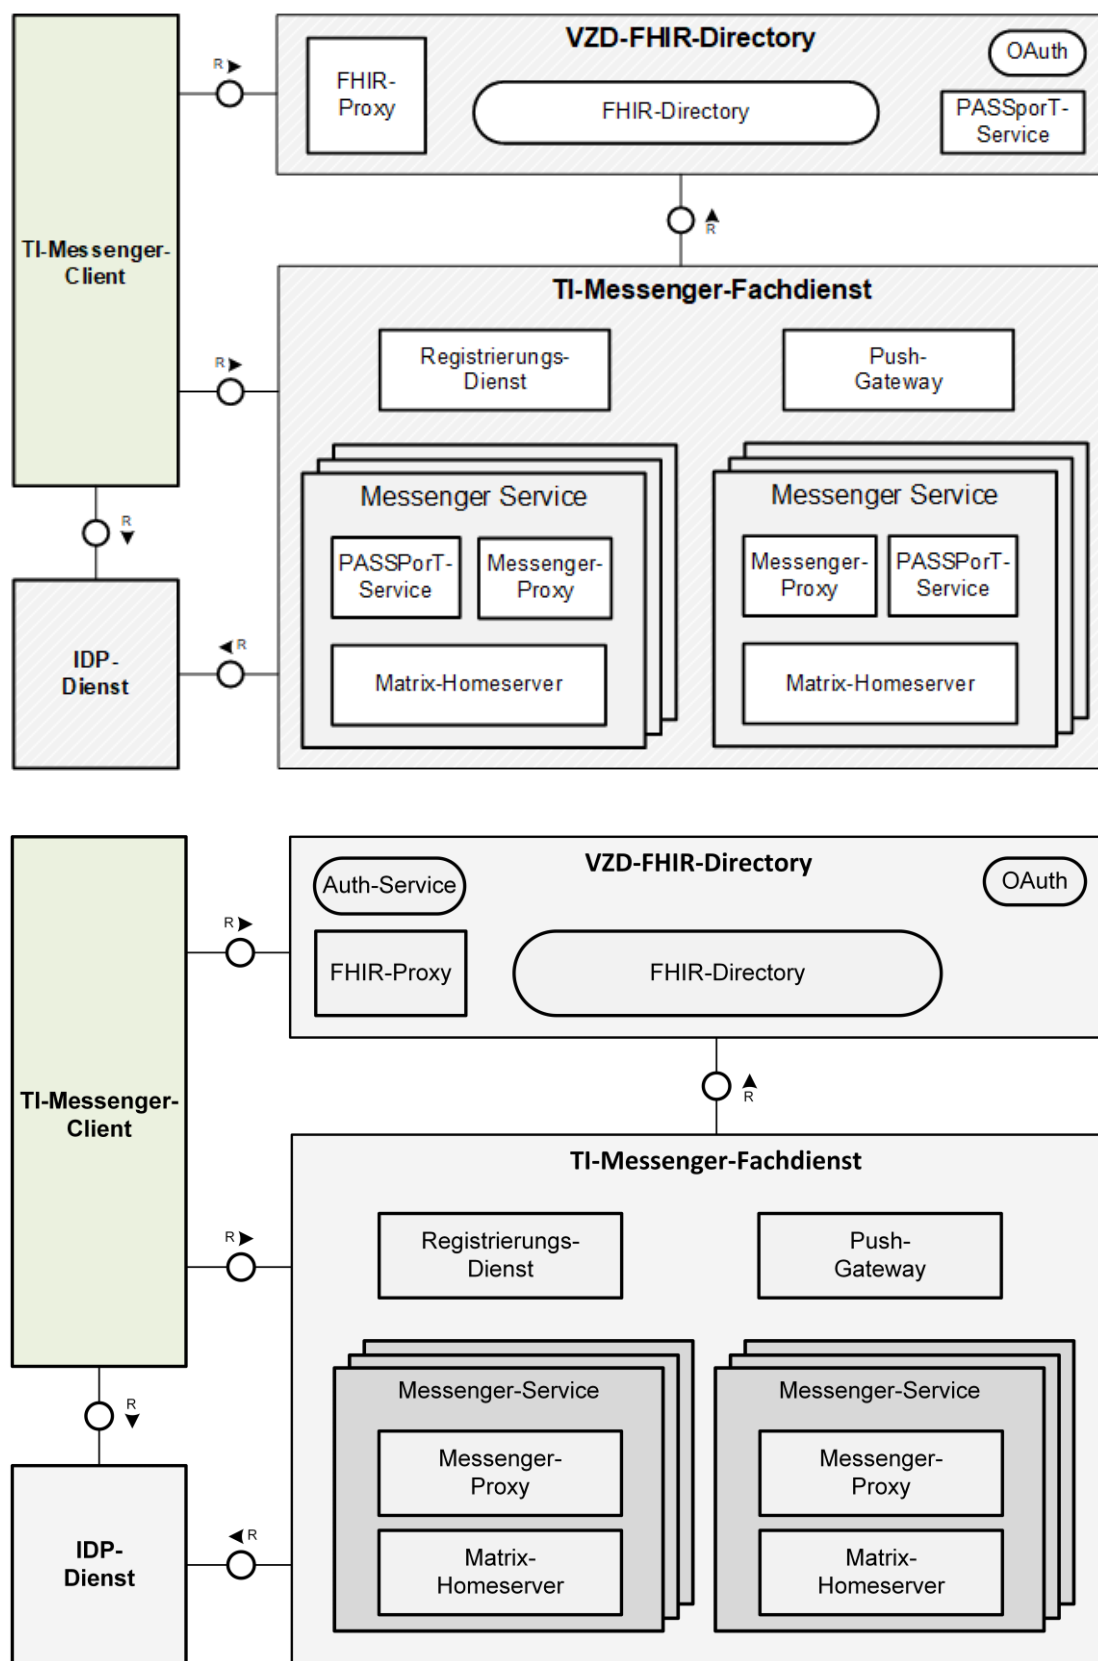 VZD-FHIR-Directory
OAuth
R
FHIR-
Proxy
FHIR-Directory
PASSporT-
Service
TI-Messenger-
Client
R
TI-Messenger-Fachdienst
R
Registrierungs-
Dienst
Push-
Gateway
Messenger Service
Messenger Service
R
PASSPorT-
Service
Messenger-
Proxy
Messenger-
Proxy
PASSPorT-
Service
IDP-
Dienst
R
Matrix-Homeserver
Matrix-Homeserver
VZD-FHIR-Directory
Auth-Service
OAuth
R
FHIR-Proxy
FHIR-Directory
TI-Messenger-
Client
R
TI-Messenger-Fachdienst
R
Registrierungs-
Dienst
Push-
Gateway
Messenger-Service
Messenger-Service
R
Messenger-
Proxy
Messenger-
Proxy
IDP-
Dienst
R
Matrix-
Homeserver
Matrix-
Homeserver